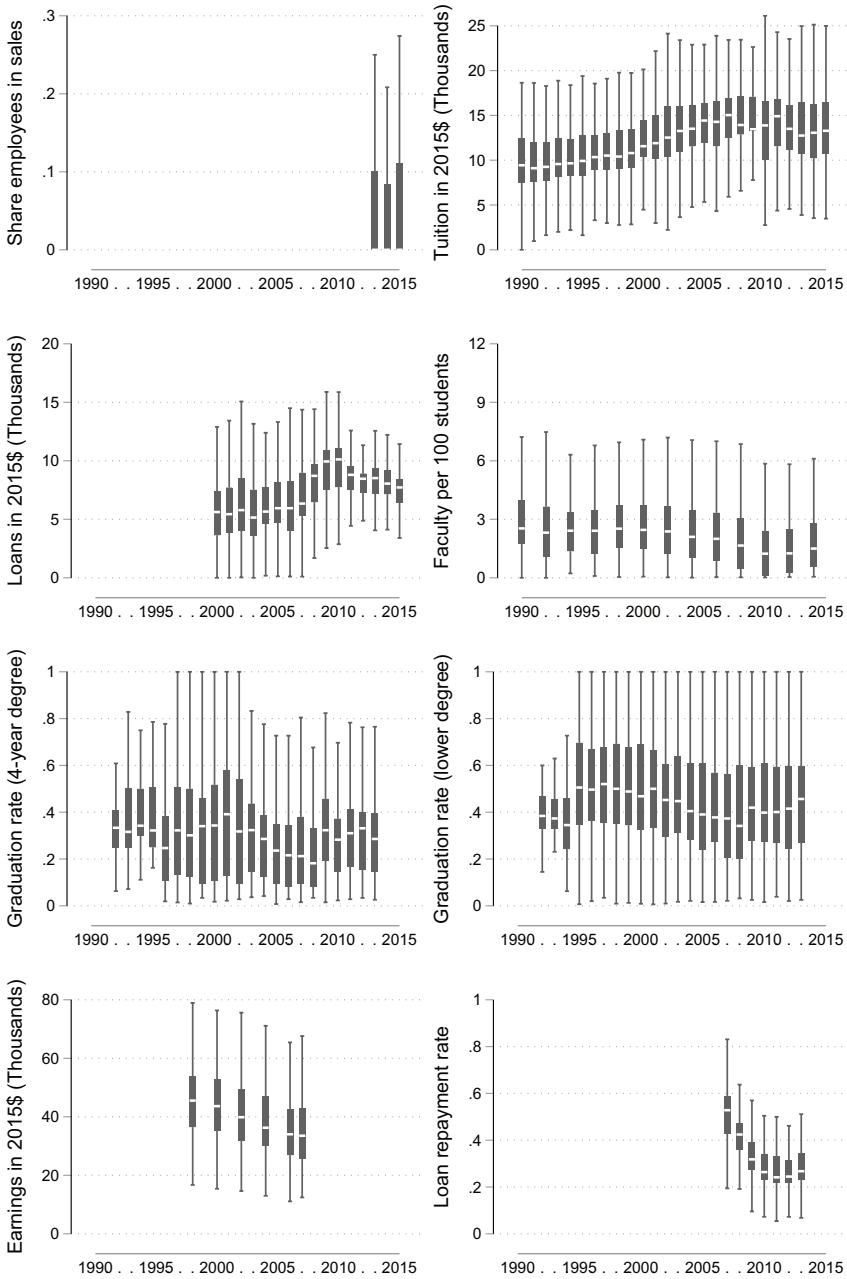 Share employees in sales
.3
.2
.1
0
1990 . . 1995 . . 2000 . . 2005 . . 2010 . . 2015
Tuition in 2015$ (Thousands)
25
20
15
10
5
0
1990 . . 1995 . . 2000 . . 2005 . . 2010 . . 2015
Loans in 2015$ (Thousands)
20
15
10
5
0
1990 . . 1995 . . 2000 . . 2005 . . 2010 . . 2015
Faculty per 100 students
12
9
6
3
0
1990 . . 1995 . . 2000 . . 2005 . . 2010 . . 2015
Graduation rate (4-year degree)
1
.8
.6
.4
.2
0
1990 . . 1995 . . 2000 . . 2005 . . 2010 . . 2015
Graduation rate (lower degree)
1
.8
.6
.4
.2
0
1990 . . 1995 . . 2000 . . 2005 . . 2010 . . 2015
Earnings in 2015$ (Thousands)
80
60
40
20
0
1990 . . 1995 . . 2000 . . 2005 . . 2010 . . 2015
Loan repayment rate
1
.6
.4
.2
0
1990 . . 1995 . . 2000 . . 2005 . . 2010 . . 2015